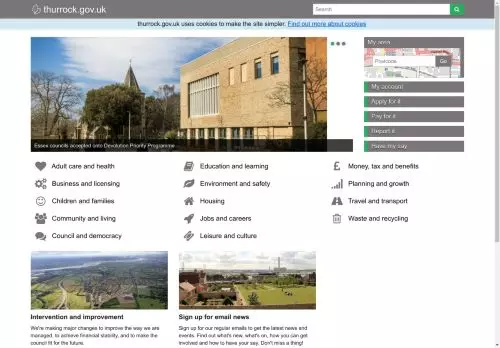 thurrock.gov.uk
Search
thurrock.gov.uk uses cookies to make the site simpler. Find out more about cookies
My area
Postcode
Go
Essex councils accepted onto Devolution Priority Programme
My account
Apply for it
Pay for it
Report it
Have my say
Adult care and health
Education and learning
Money, tax and benefits
Business and licensing
Environment and safety
Planning and growth
Children and families
Housing
Travel and transport
Community and living
Jobs and careers
Waste and recycling
Council and democracy
Leisure and culture
Intervention and improvement
We're making major changes to improve the way we are
managed, to achieve financial stability, and to make the
council fit for the future.
Sign up for email news
Sign up for our regular emails to get the latest news and
events. Find out what's new, what's on, how you can get
involved and how to have your say. Don't miss a thing!